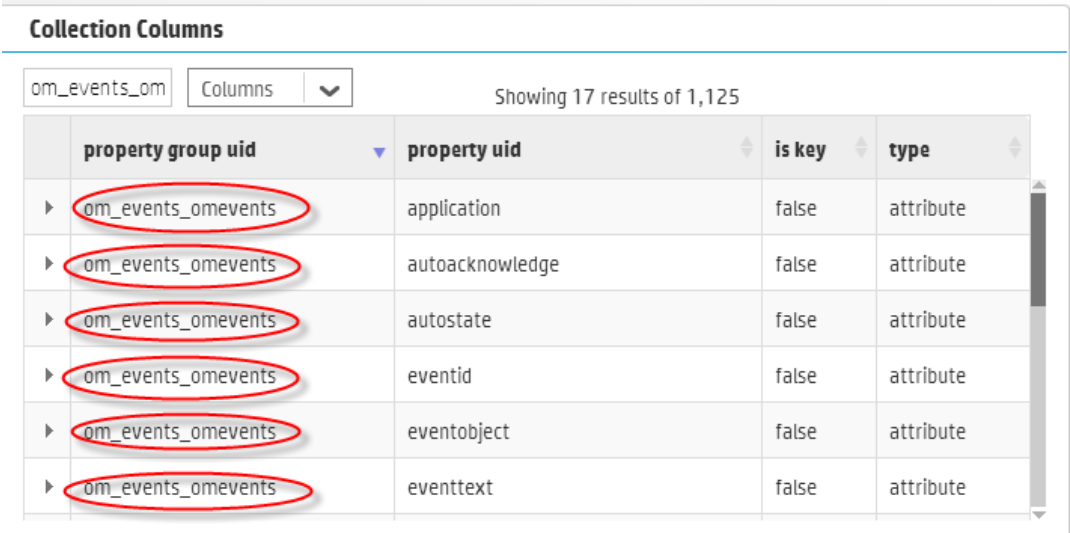 Collection Columns
om_events_om Columns Showing 17 results of 1,125
property group uid property uid is key type
om_events_omevents application false attribute
om_events_omevents autoacknowledge false attribute
om_events_omevents autostate false attribute
om_events_omevents eventid false attribute
om_events_omevents eventobject false attribute
om_events_omevents eventtext false attribute